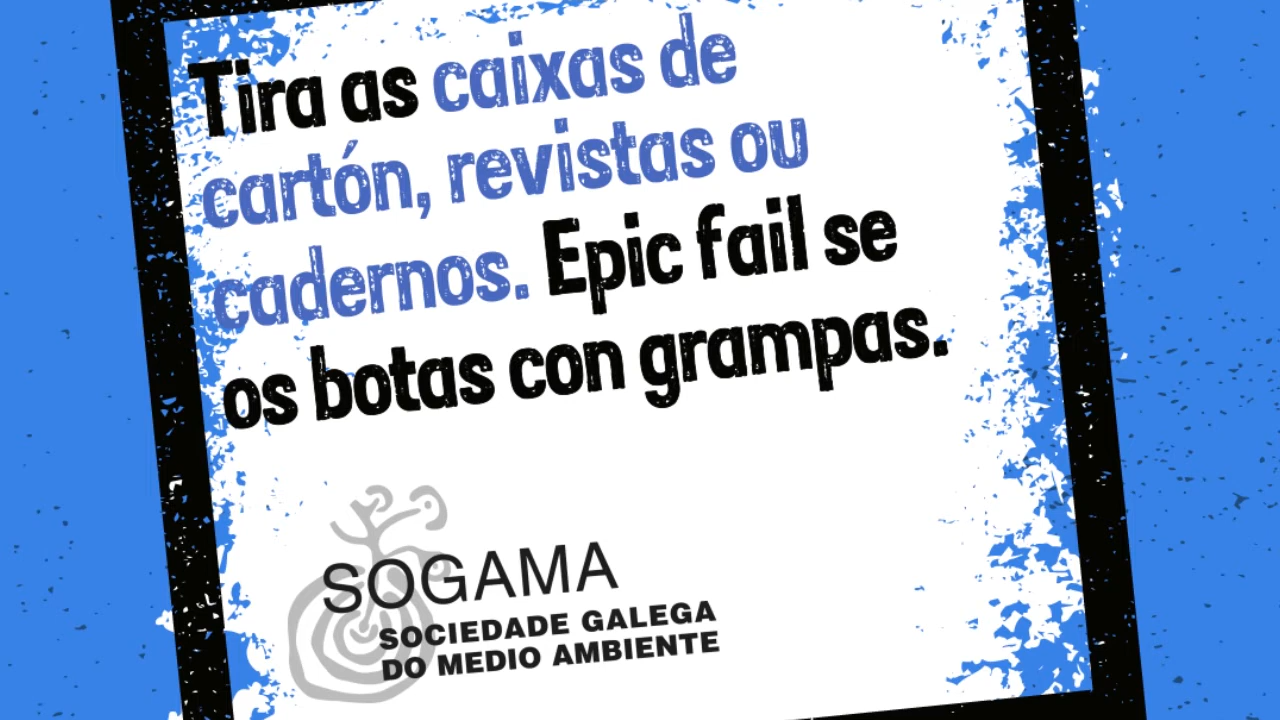 Tira as caixas de
cartón, revistas ou
cadernos. Epic fail se
os botas con grampas.
SOGAMA
SOCIEDADE GALEGA
DO MEDIO AMBIENTE